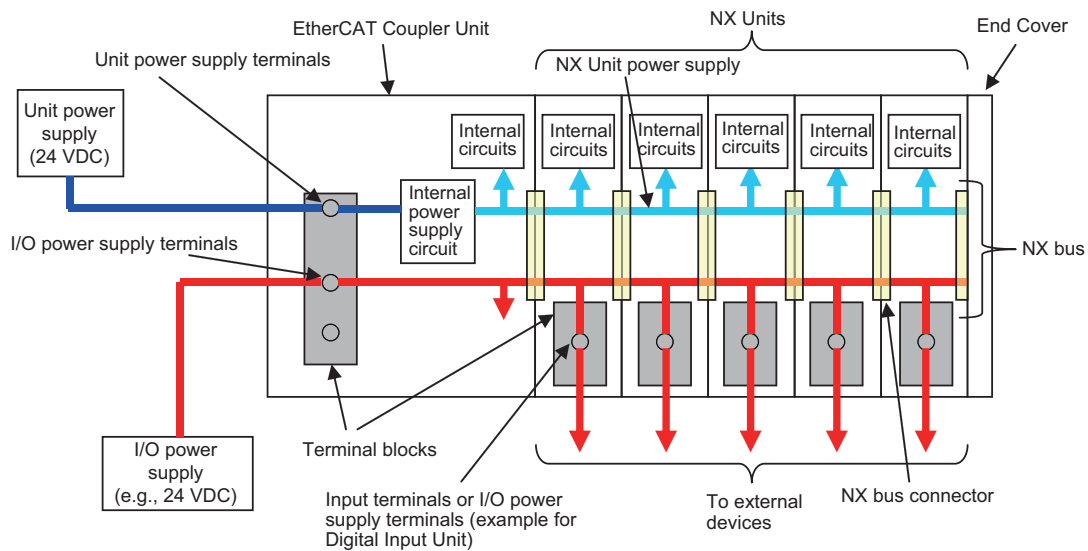 EtherCAT Coupler Unit
NX Units
End Cover
Unit power supply terminals
NX Unit power supply
Unit power
supply
(24 VDC)
Internal
circuits
Internal
circuits
Internal
circuits
Internal
circuits
Internal
circuits
Internal
circuits
Internal
power
supply
circuit
I/O power supply terminals
NX bus
I/O power
supply
(e.g., 24 VDC)
Terminal blocks
Input terminals or I/O power
supply terminals (example for
Digital Input Unit)
To external
devices
NX bus connector